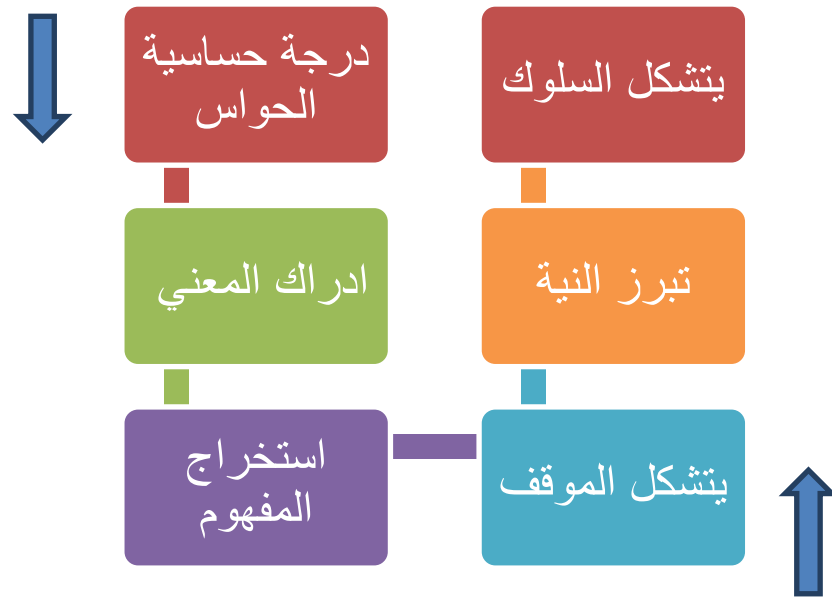 درجة حساسية
الحواس
ادراك المعني
استخراج
المفهوم
يتشكل الموقف
تبرز النية
يتشكل السلوك